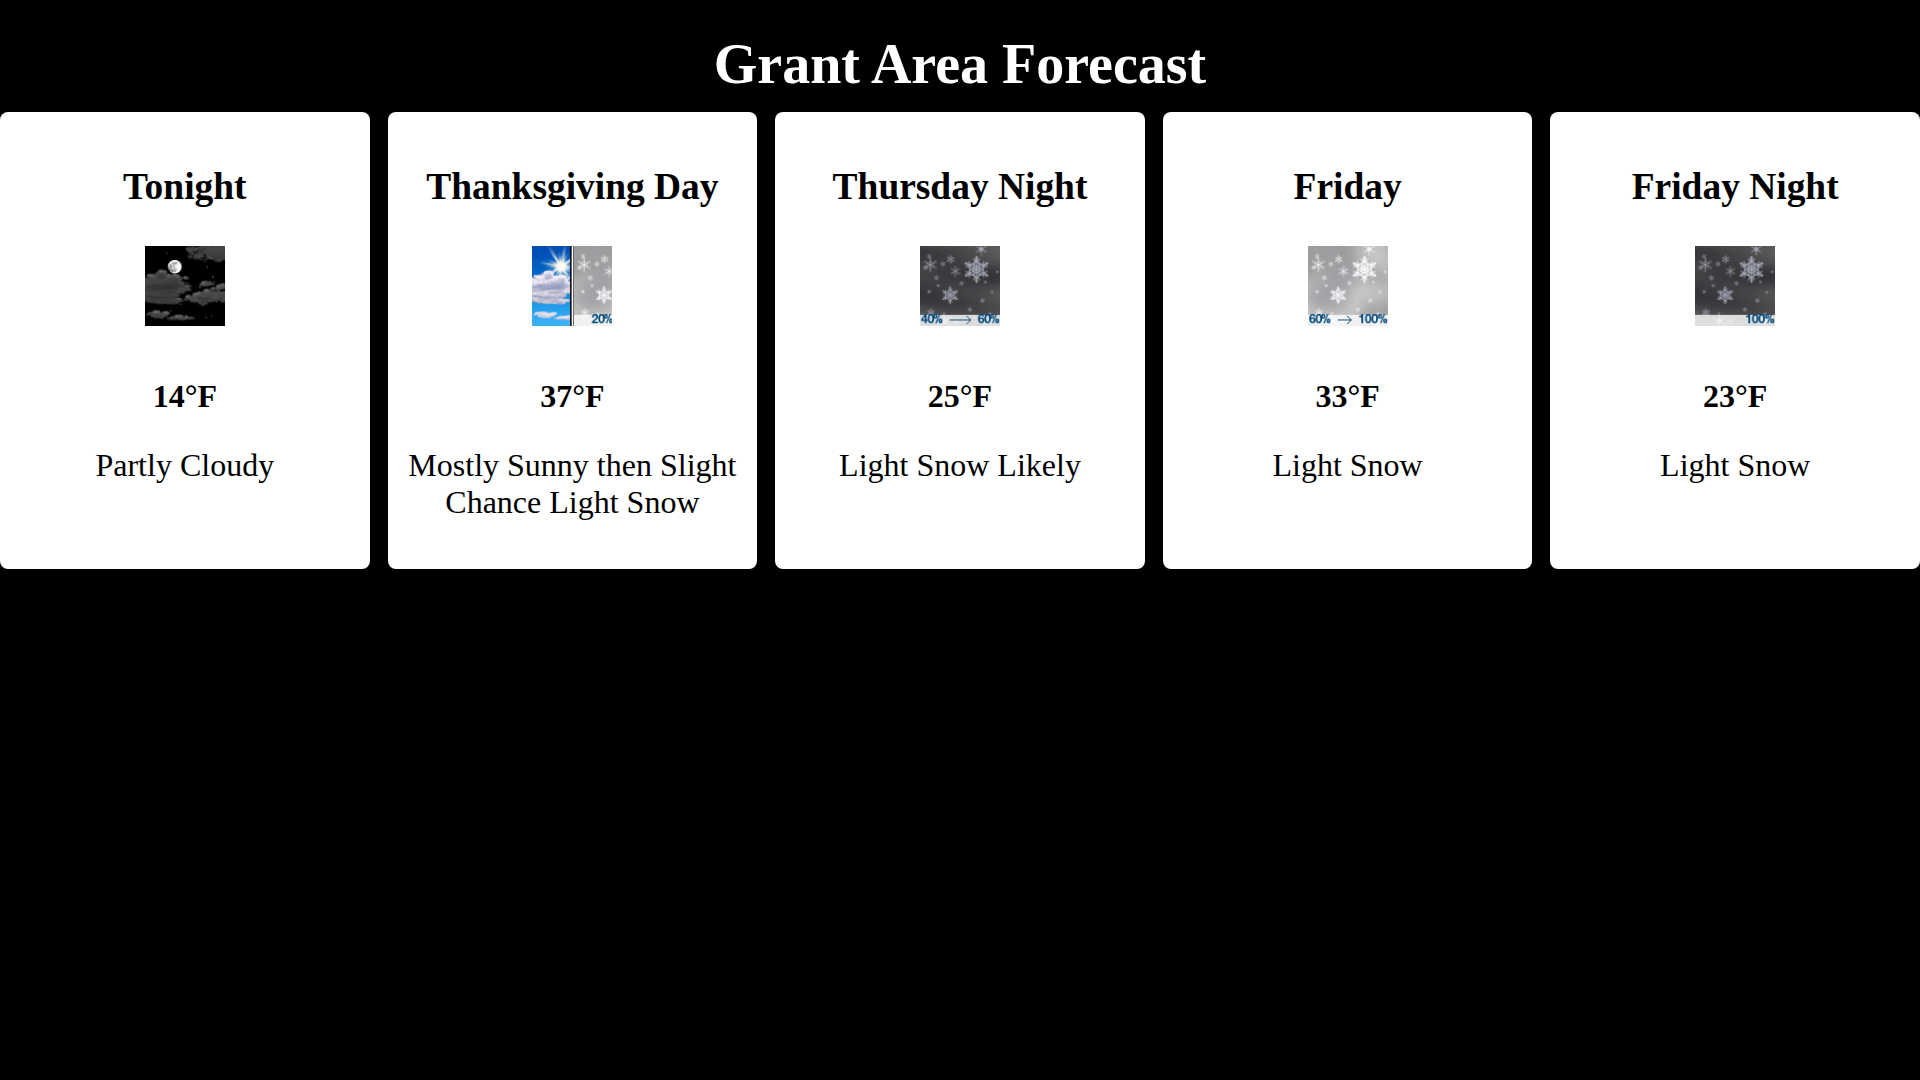 Grant Area Forecast
Tonight
14°F
Partly Cloudy
Thanksgiving Day
20%
37°F
Mostly Sunny then Slight
Chance Light Snow
Thursday Night
40% → 60%
25°F
Light Snow Likely
Friday
60% → 100%
33°F
Light Snow
Friday Night
100%
23°F
Light Snow